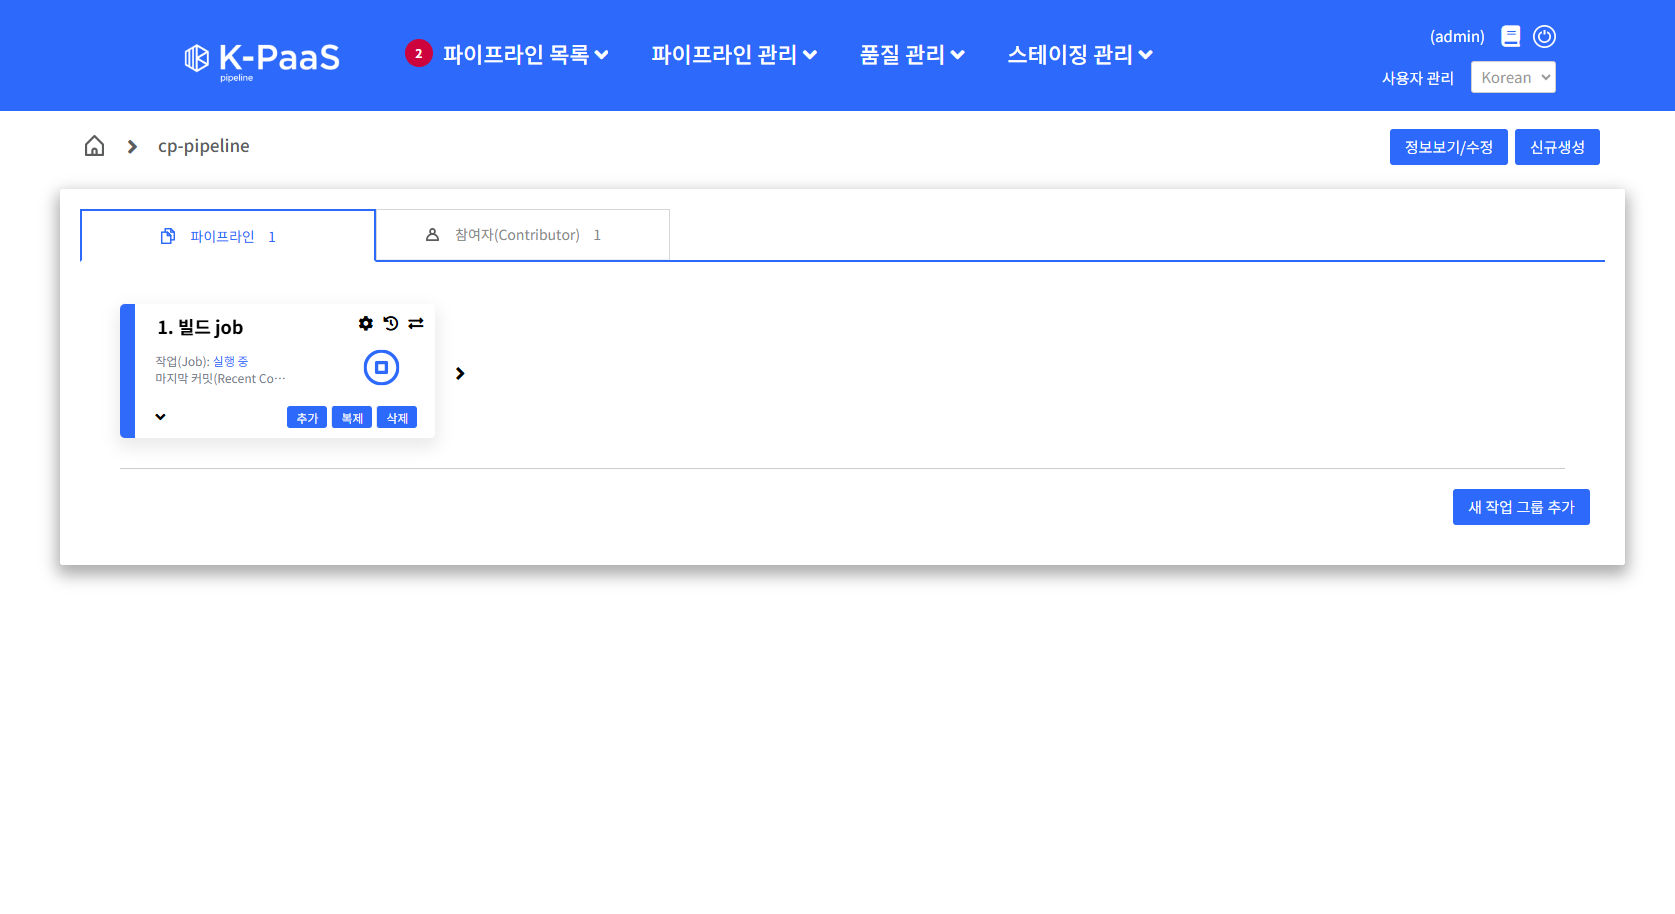 K-PaaS
pipeline
2 파이프라인 목록 파이프라인 관리 품질 관리 스테이징 관리
(admin)
사용자 관리 Korean
cp-pipeline
정보보기/수정 신규생성
파이프라인 1 참여자(Contributor) 1
1. 빌드 job
작업(Job): 실행 중
마지막 커밋(Recent Co···
추가 복제 삭제
새 작업 그룹 추가